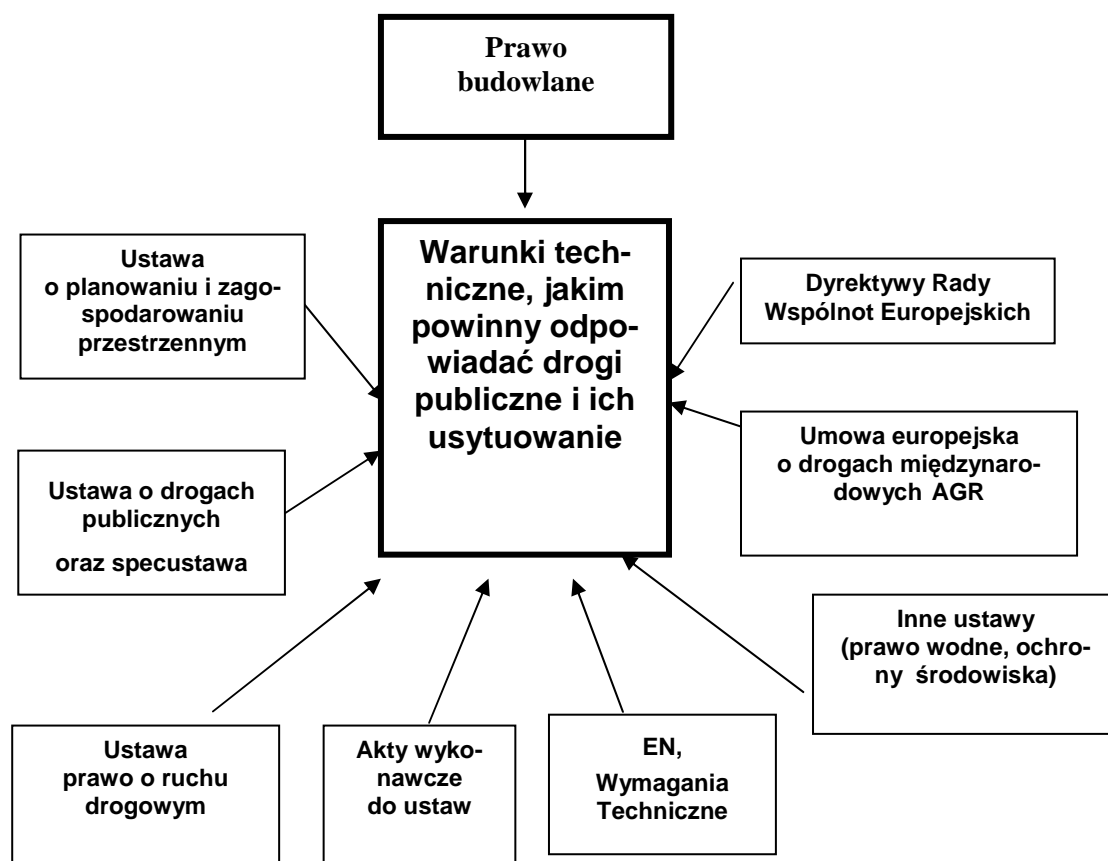 Prawo
budowlane
Warunki tech-
niczne, jakim
powinny odpo-
wiadać drogi
publiczne i ich
usytuowanie
Ustawa
o planowaniu i zago-
spodarowaniu
przestrzennym
Dyrektywy Rady
Wspólnot Europejskich
Umowa europejska
o drogach międzynaro-
dowych AGR
Ustawa o drogach
publicznych
oraz specustawa
Inne ustawy
(prawo wodne, ochro-
ny środowiska)
Ustawa
prawo o ruchu
drogowym
Akty wyko-
nawcze
do ustaw
EN,
Wymagania
Techniczne